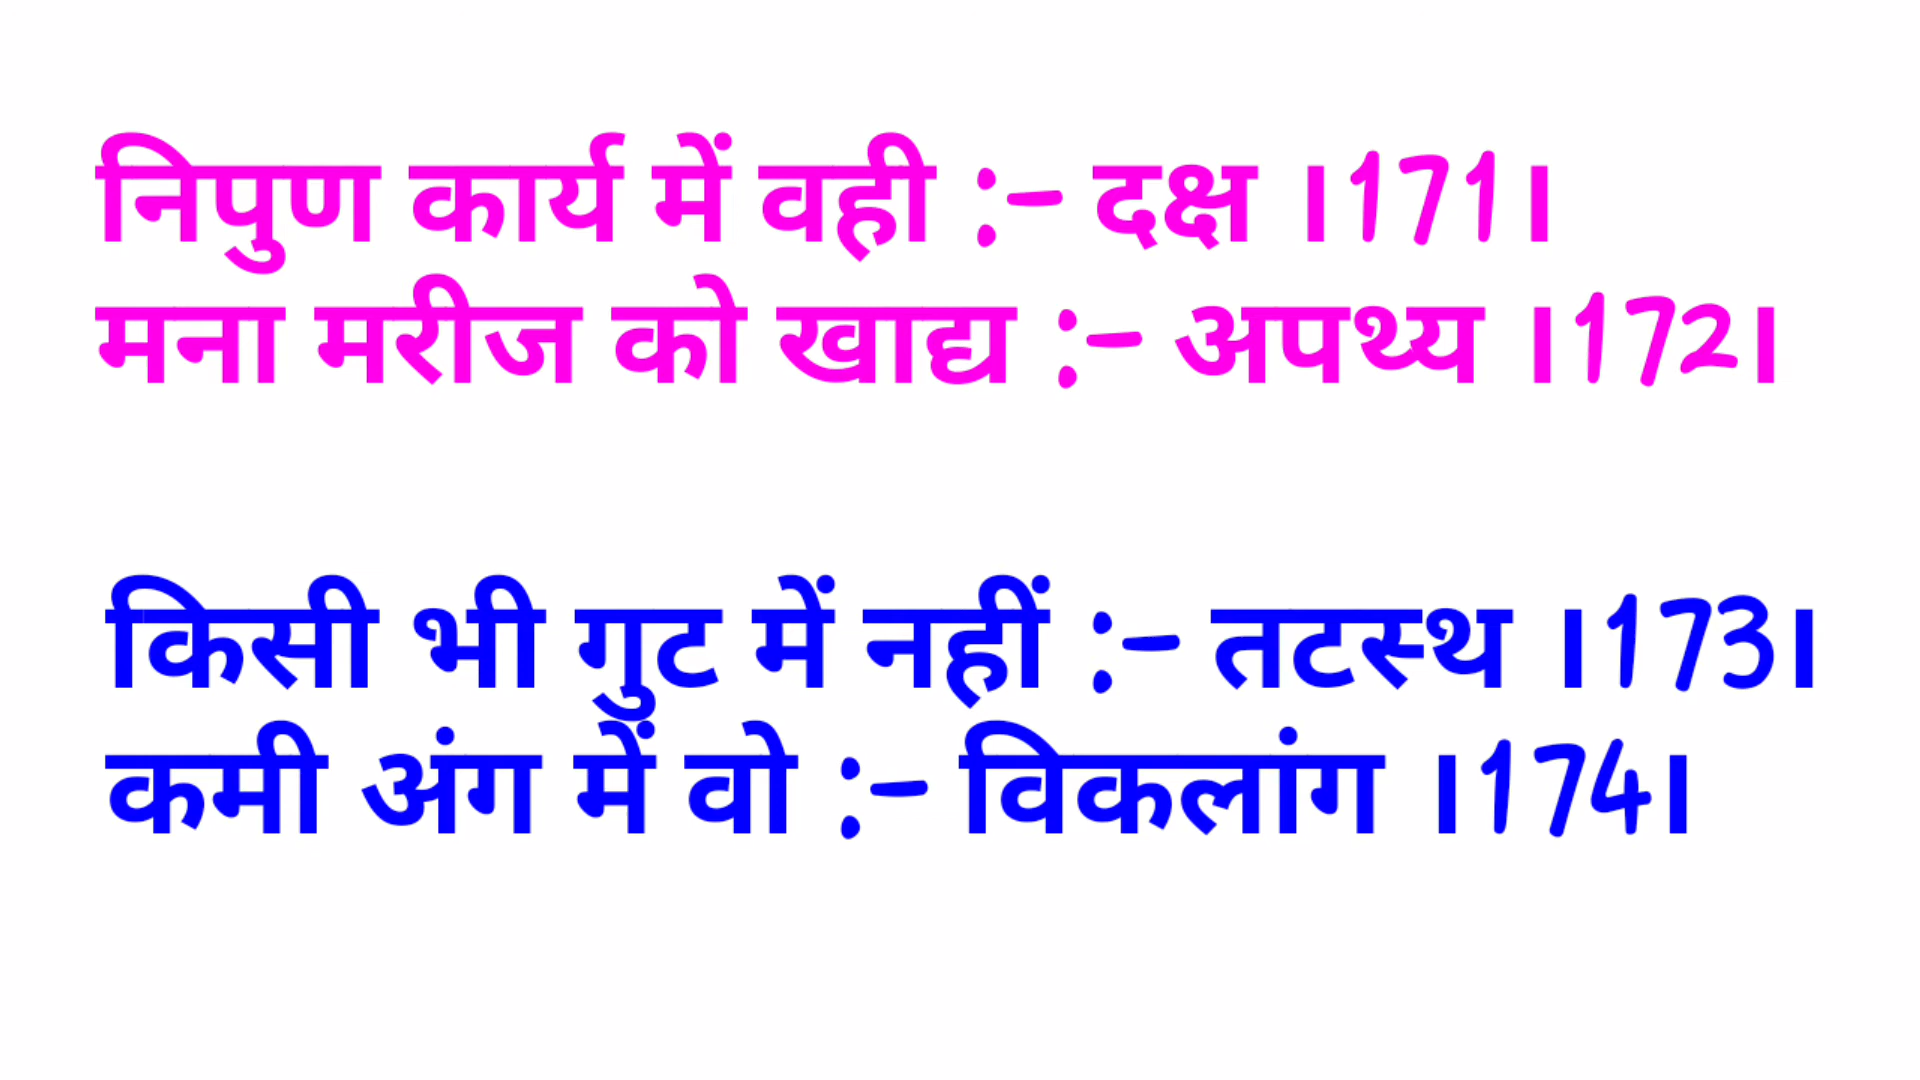 निपुण कार्य में वही :- दक्ष ।171।
मना मरीज को खाद्य :- अपथ्य ।172।
किसी भी गुट में नहीं :- तटस्थ ।173।
कमी अंग में वो :- विकलांग ।174।